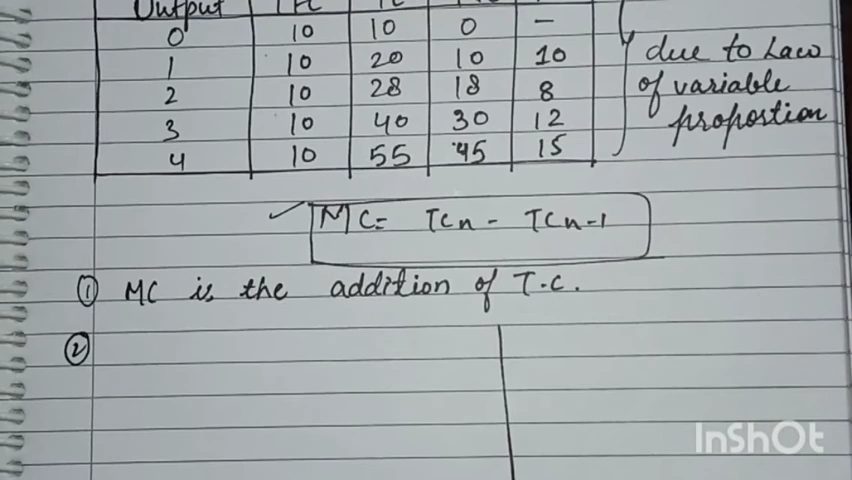 Output TFC TC
0 10 10 0 —
1 10 20 10 10
2 10 28 18 8
3 10 40 30 12
4 10 55 45 15
due to Law
of variable
proportion
MC = TCn - TCn-1
① MC is the addition of T.C.
②
InShOt